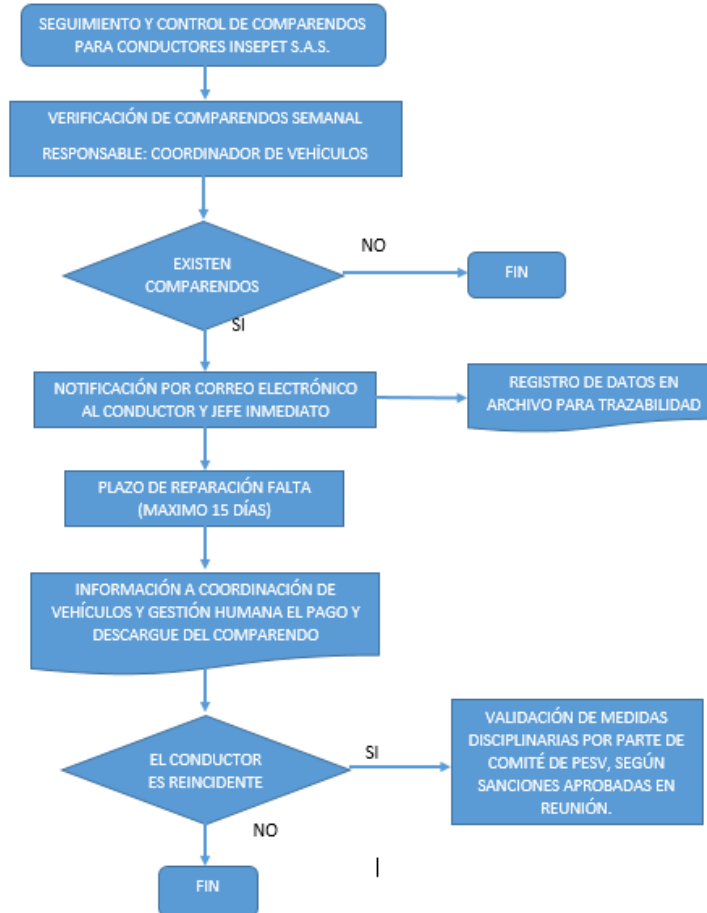 SEGUIMIENTO Y CONTROL DE COMPARENDOS
PARA CONDUCTORES INSEPET S.A.S.
VERIFICACIÓN DE COMPARENDOS SEMANAL
RESPONSABLE: COORDINADOR DE VEHÍCULOS
EXISTEN
COMPARENDOS
NO
FIN
SI
NOTIFICACIÓN POR CORREO ELECTRÓNICO
AL CONDUCTOR Y JEFE INMEDIATO
REGISTRO DE DATOS EN
ARCHIVO PARA TRAZABILIDAD
PLAZO DE REPARACIÓN FALTA
(MAXIMO 15 DÍAS)
INFORMACIÓN A COORDINACIÓN DE
VEHÍCULOS Y GESTIÓN HUMANA EL PAGO Y
DESCARGUE DEL COMPARENDO
EL CONDUCTOR
ES REINCIDENTE
SI
VALIDACIÓN DE MEDIDAS
DISCIPLINARIAS POR PARTE DE
COMITÉ DE PESV, SEGÚN
SANCIONES APROBADAS EN
REUNIÓN.
NO
FIN